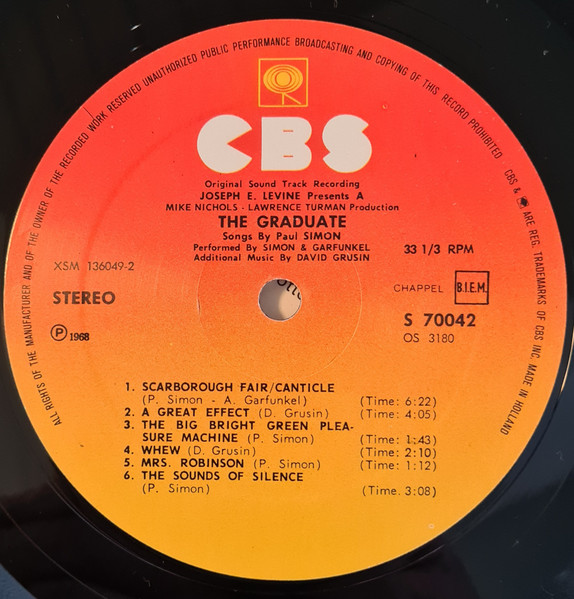 ALL RIGHTS OF THE MANUFACTURER AND OF THE OWNER OF THE RECORDED WORK RESERVED UNAUTHORIZED PUBLIC PERFORMANCE BROADCASTING AND COPYING OF THIS RECORD PROHIBITED. CBS & ARE REG. TRADEMARKS OF CBS INC. MADE IN HOLLAND
CBS
Original Sound Track Recording
JOSEPH E. LEVINE Presents A
MIKE NICHOLS - LAWRENCE TURMAN Production
THE GRADUATE
Songs By Paul SIMON
Performed By SIMON & GARFUNKEL
Additional Music By DAVID GRUSIN
33 1/3 RPM
XSM 136049-2
STEREO
℗ 1968
CHAPPEL B.I.E.M.
S 70042
OS 3180
1. SCARBOROUGH FAIR/CANTICLE
(P. Simon - A. Garfunkel) (Time: 6:22)
2. A GREAT EFFECT (D. Grusin) (Time: 4:05)
3. THE BIG BRIGHT GREEN PLEA-
SURE MACHINE (P. Simon) (Time: 1:43)
4. WHEW (D. Grusin) (Time: 2:10)
5. MRS. ROBINSON (P. Simon) (Time: 1:12)
6. THE SOUNDS OF SILENCE
(P. Simon) (Time. 3:08)